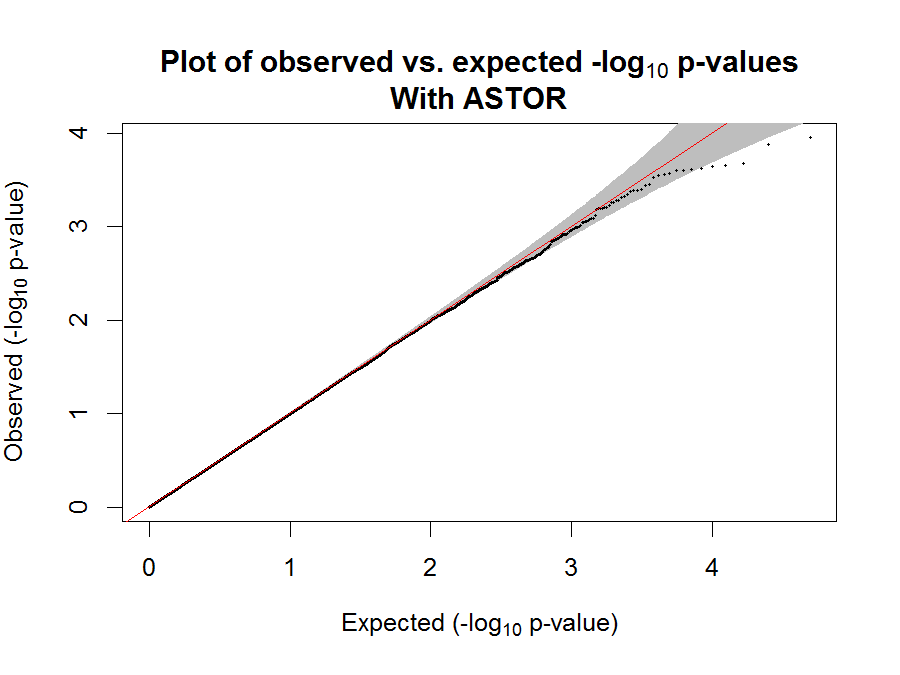 Plot of observed vs. expected -log10 p-values
With ASTOR
Observed (-log10 p-value)
4
3
2
1
0
0 1 2 3 4
Expected (-log10 p-value)